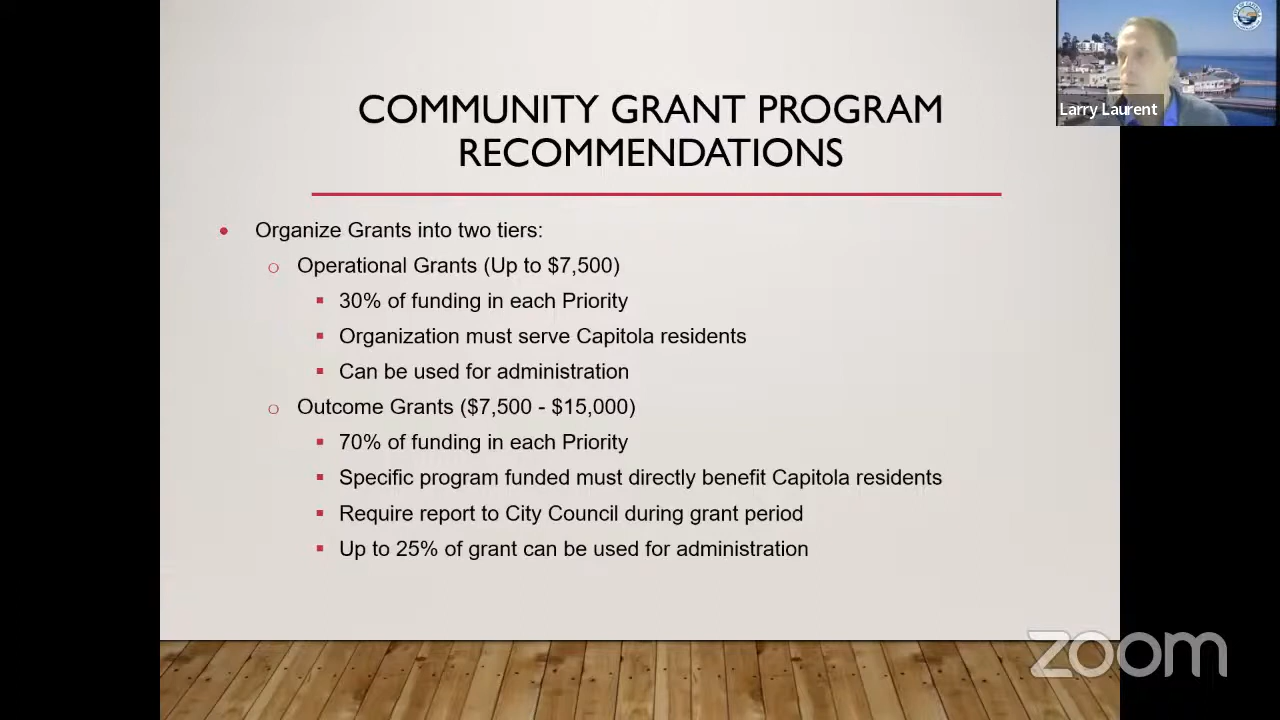 COMMUNITY GRANT PROGRAM
RECOMMENDATIONS
Organize Grants into two tiers:
Operational Grants (Up to $7,500)
30% of funding in each Priority
Organization must serve Capitola residents
Can be used for administration
Outcome Grants ($7,500 - $15,000)
70% of funding in each Priority
Specific program funded must directly benefit Capitola residents
Require report to City Council during grant period
Up to 25% of grant can be used for administration
Larry Laurent
zoom